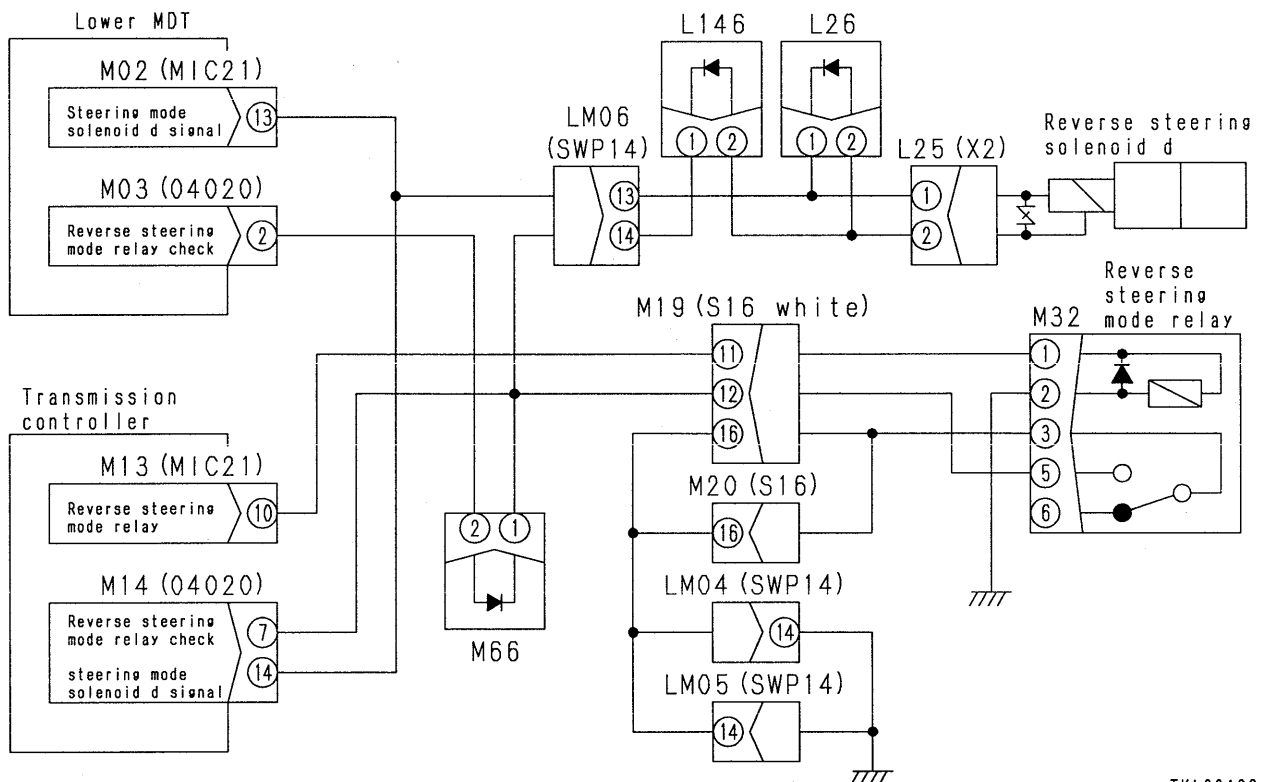 Lower MDT
M02 (MIC21)
Steering mode
solenoid d signal
13
M03 (04020)
Reverse steering
mode relay check
2
LM06
(SWP14)
13
14
L146
1 2
L26
1 2
L25 (X2)
1
2
Reverse steering
solenoid d
Transmission
controller
M13 (MIC21)
Reverse steering
mode relay
10
M14 (04020)
Reverse steering
mode relay check
7
steering mode
solenoid d signal
14
2 1
M66
M19 (S16 white)
11
12
16
M20 (S16)
16
LM04 (SWP14)
14
LM05 (SWP14)
14
Reverse
steering
mode relay
M32
1
2
3
5
6